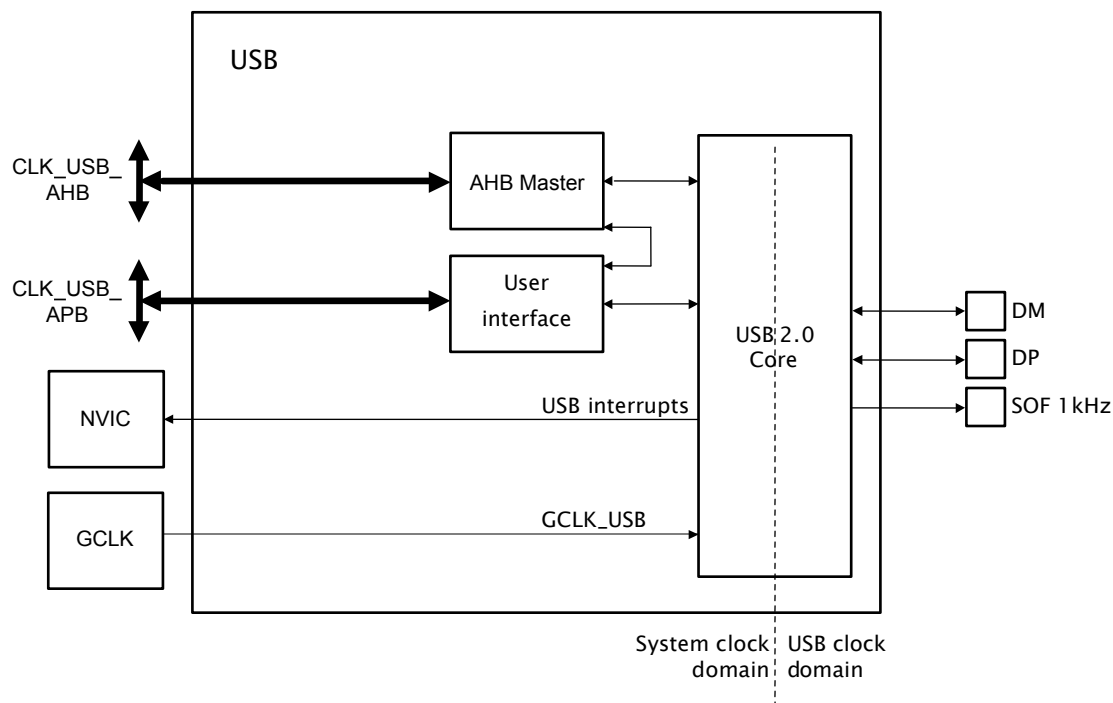 USB
CLK_USB_
AHB
AHB Master
CLK_USB_
APB
User
interface
USB 2.0
Core
DM
DP
SOF 1kHz
NVIC
USB interrupts
GCLK
GCLK_USB
System clock
domain
USB clock
domain